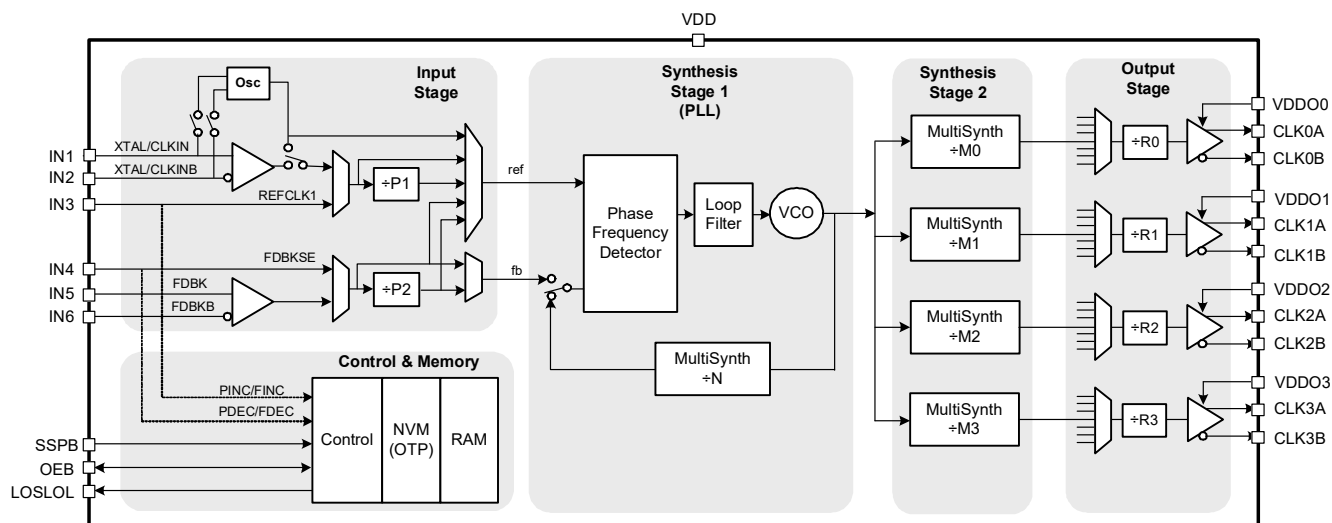 VDD
Input
Stage
Osc
IN1
XTAL/CLKIN
IN2
XTAL/CLKINB
IN3
REFCLK1
÷P1
IN4
FDBKSE
IN5
FDBK
IN6
FDBKB
÷P2
ref
fb
Synthesis
Stage 1
(PLL)
Phase
Frequency
Detector
Loop
Filter
VCO
MultiSynth
÷N
Synthesis
Stage 2
MultiSynth
÷M0
MultiSynth
÷M1
MultiSynth
÷M2
MultiSynth
÷M3
Output
Stage
÷R0
÷R1
÷R2
÷R3
VDDO0
CLK0A
CLK0B
VDDO1
CLK1A
CLK1B
VDDO2
CLK2A
CLK2B
VDDO3
CLK3A
CLK3B
Control & Memory
PINC/FINC
PDEC/FDEC
Control
NVM
(OTP)
RAM
SSPB
OEB
LOSLOL